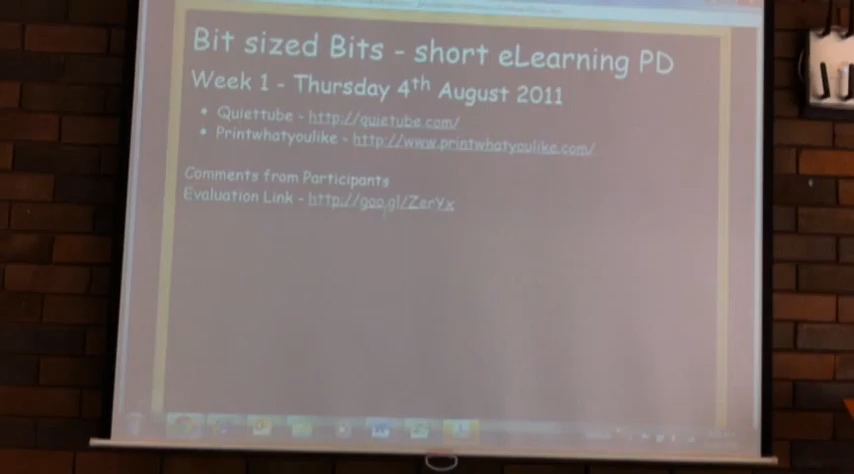 Bit sized Bits - short eLearning PD
Week 1 - Thursday 4th August 2011
• Quiettube - http://quietube.com/
• Printwhatyoulike - http://www.printwhatyoulike.com/
Comments from Participants
Evaluation Link - http://goo.gl/ZerYx